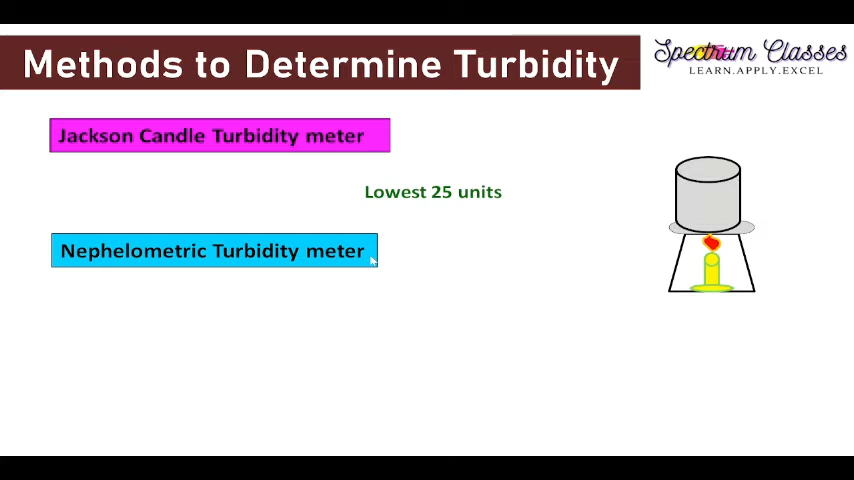 Methods to Determine Turbidity
Spectrum Classes
LEARN.APPLY.EXCEL
Jackson Candle Turbidity meter
Lowest 25 units
Nephelometric Turbidity meter